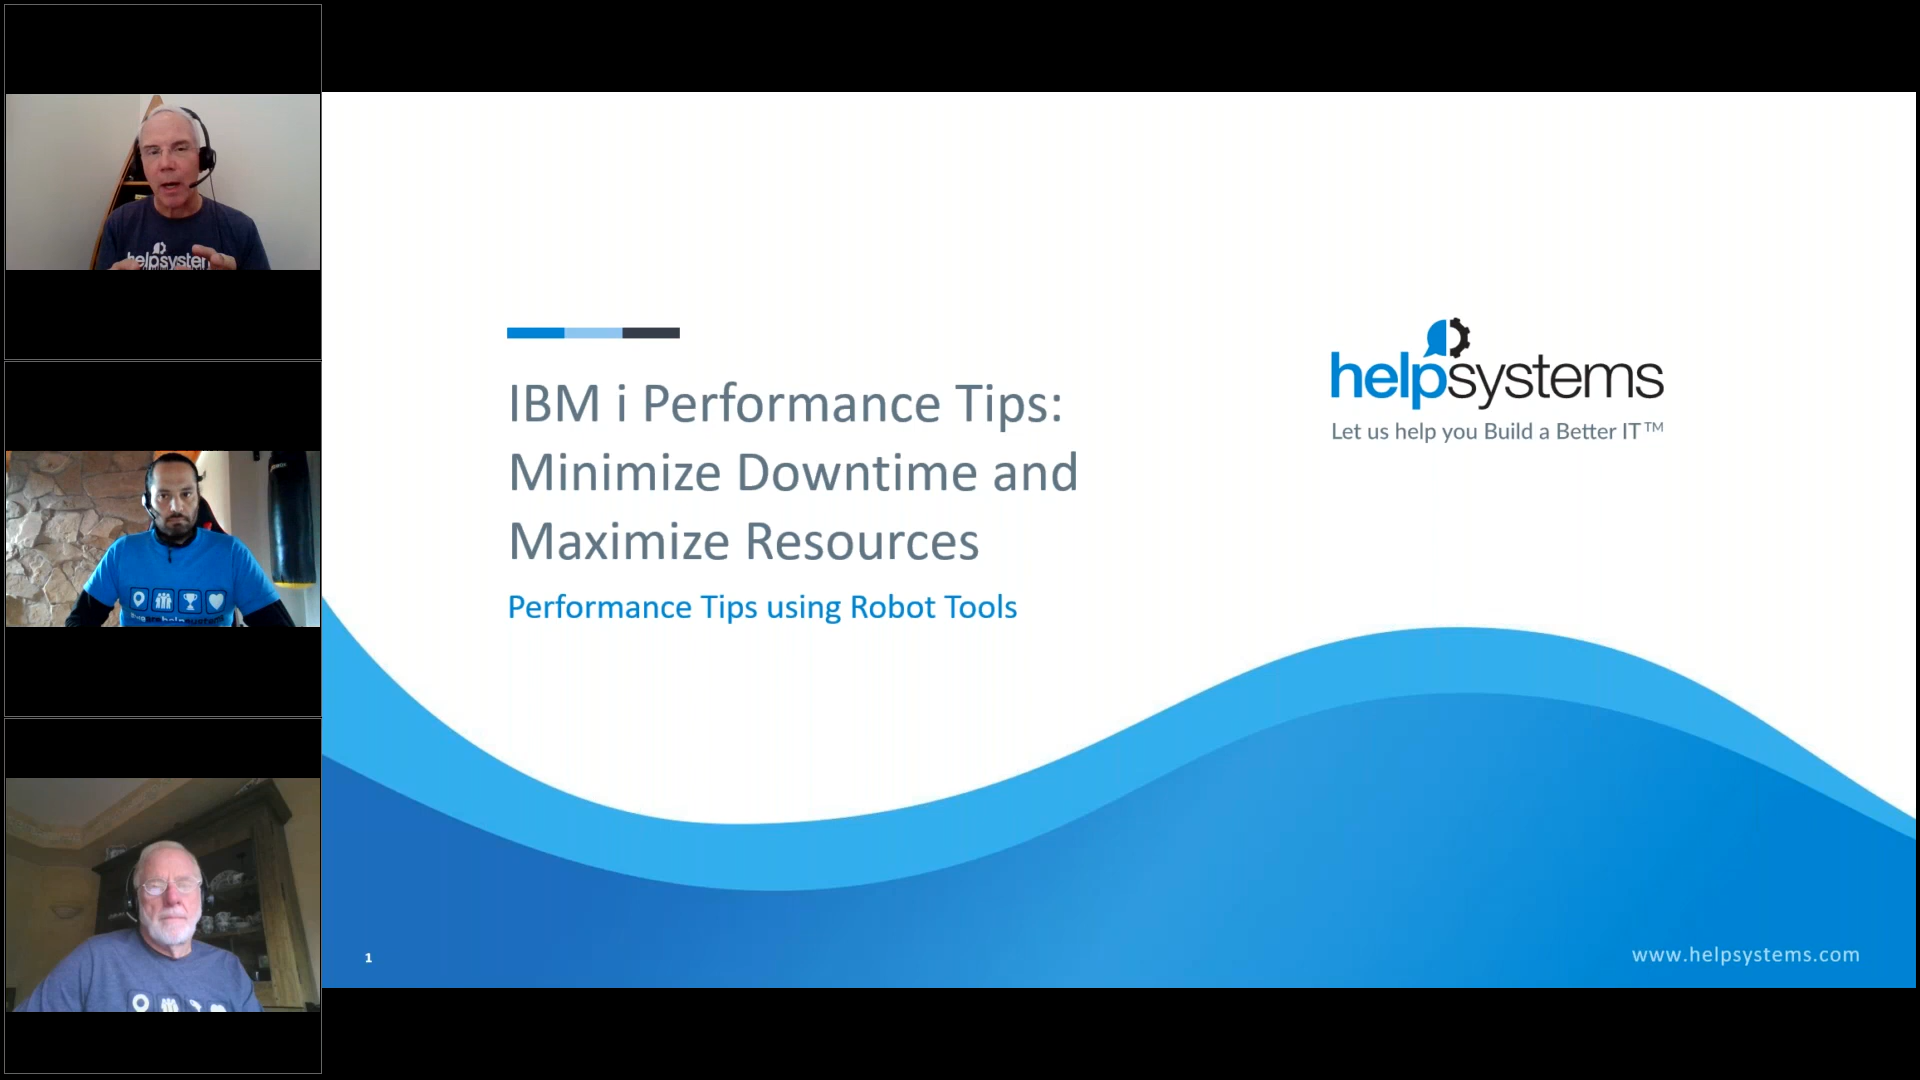 helpsystem
IBM i Performance Tips:
Minimize Downtime and
Maximize Resources
Performance Tips using Robot Tools
helpsystems
Let us help you Build a Better IT™
1
www.helpsystems.com